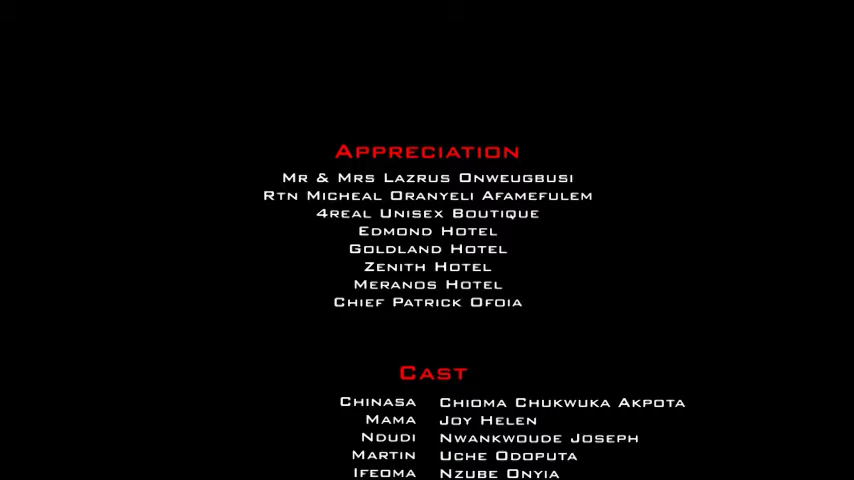 Appreciation
Mr & Mrs Lazrus Onweugbusi
Rtn Micheal Oranyeli Afamefulem
4real Unisex Boutique
Edmond Hotel
Goldland Hotel
Zenith Hotel
Meranos Hotel
Chief Patrick Ofoia
Cast
Chinasa Chioma Chukwuka Akpota
Mama Joy Helen
Ndudi Nwankwoude Joseph
Martin Uche Odoputa
Ifeoma Nzube Onyia